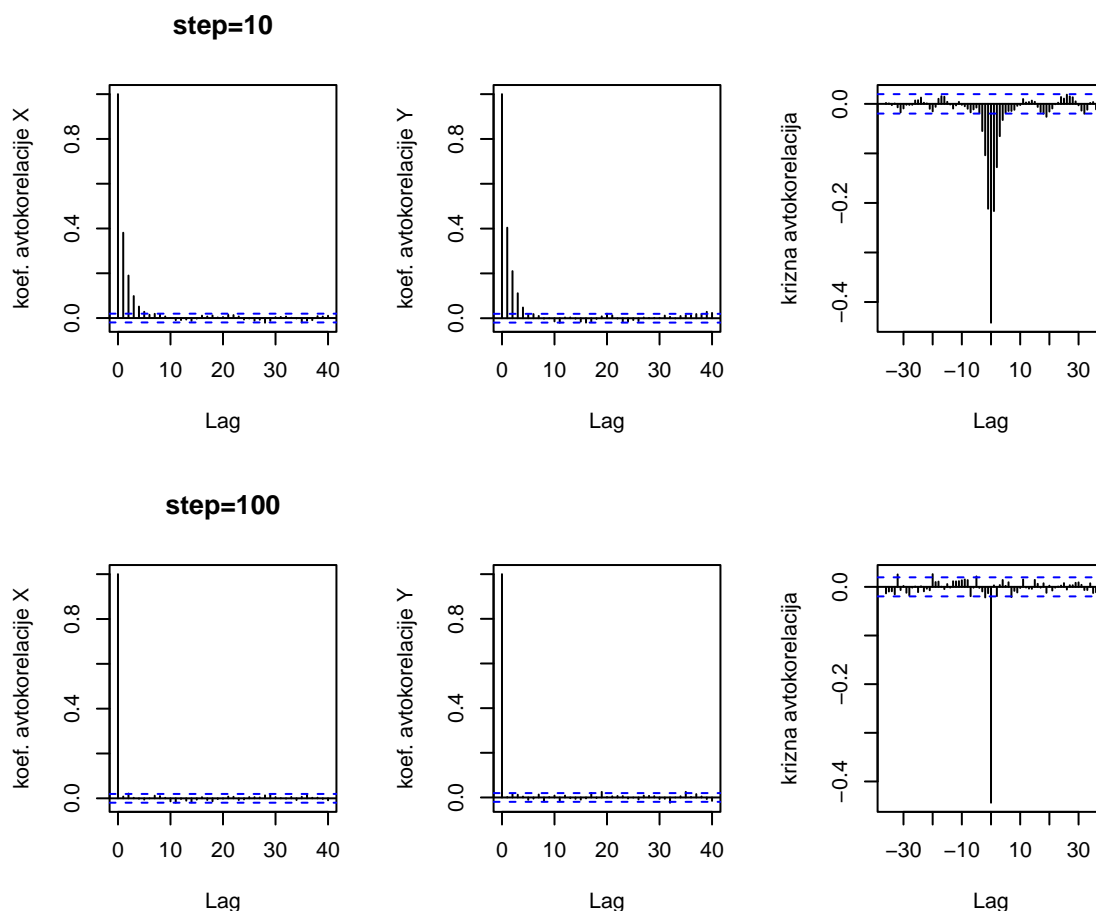 step=10
koef. avtokorelacije X
0.0 0.4 0.8
0 10 20 30 40
Lag
koef. avtokorelacije Y
0.0 0.4 0.8
0 10 20 30 40
Lag
krizna avtokorelacija
−0.4 −0.2 0.0
−30 −10 10 30
Lag
step=100
koef. avtokorelacije X
0.0 0.4 0.8
0 10 20 30 40
Lag
koef. avtokorelacije Y
0.0 0.4 0.8
0 10 20 30 40
Lag
krizna avtokorelacija
−0.4 −0.2 0.0
−30 −10 10 30
Lag